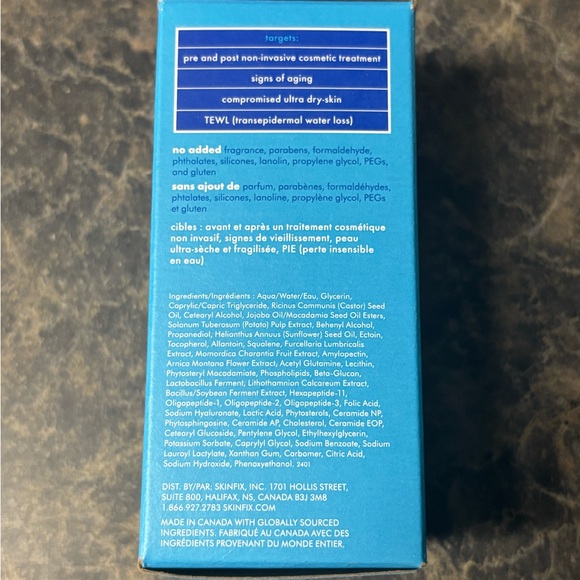 targets:
pre and post non-invasive cosmetic treatment
signs of aging
compromised ultra dry-skin
TEWL (transepidermal water loss)
no added fragrance, parabens, formaldehyde,
phthalates, silicones, lanolin, propylene glycol, PEGs,
and gluten
sans ajout de parfum, parabènes, formaldéhydes,
phtalates, silicones, lanoline, propylène glycol, PEGs
et gluten
cibles : avant et après un traitement cosmétique
non invasif, signes de vieillissement, peau
ultra-sèche et fragilisée, PIE (perte insensible
en eau)
Ingredients/Ingrédients : Aqua/Water/Eau, Glycerin,
Caprylic/Capric Triglyceride, Ricinus Communis (Castor) Seed
Oil, Cetearyl Alcohol, Jojoba Oil/Macadamia Seed Oil Esters,
Solanum Tuberosum (Potato) Pulp Extract, Behenyl Alcohol,
Propanediol, Helianthus Annuus (Sunflower) Seed Oil, Ectoin,
Tocopherol, Allantoin, Squalene, Furcellaria Lumbricalis
Extract, Momordica Charantia Fruit Extract, Amylopectin,
Arnica Montana Flower Extract, Acetyl Glutamine, Lecithin,
Phytosteryl Macadamiate, Phospholipids, Beta-Glucan,
Lactobacillus Ferment, Lithothamnion Calcareum Extract,
Bacillus/Soybean Ferment Extract, Hexapeptide-11,
Oligopeptide-1, Oligopeptide-2, Oligopeptide-3, Folic Acid,
Sodium Hyaluronate, Lactic Acid, Phytosterols, Ceramide NP,
Phytosphingosine, Ceramide AP, Cholesterol, Ceramide EOP,
Cetearyl Glucoside, Pentylene Glycol, Ethylhexylglycerin,
Potassium Sorbate, Caprylyl Glycol, Sodium Benzoate, Sodium
Lauroyl Lactylate, Xanthan Gum, Carbomer, Citric Acid,
Sodium Hydroxide, Phenoxyethanol. 2401
DIST. BY/PAR: SKINFIX, INC. 1701 HOLLIS STREET,
SUITE 800, HALIFAX, NS, CANADA B3J 3M8
1.866.927.2783 SKINFIX.COM
MADE IN CANADA WITH GLOBALLY SOURCED
INGREDIENTS. FABRIQUÉ AU CANADA AVEC DES
INGRÉDIENTS PROVENANT DU MONDE ENTIER.